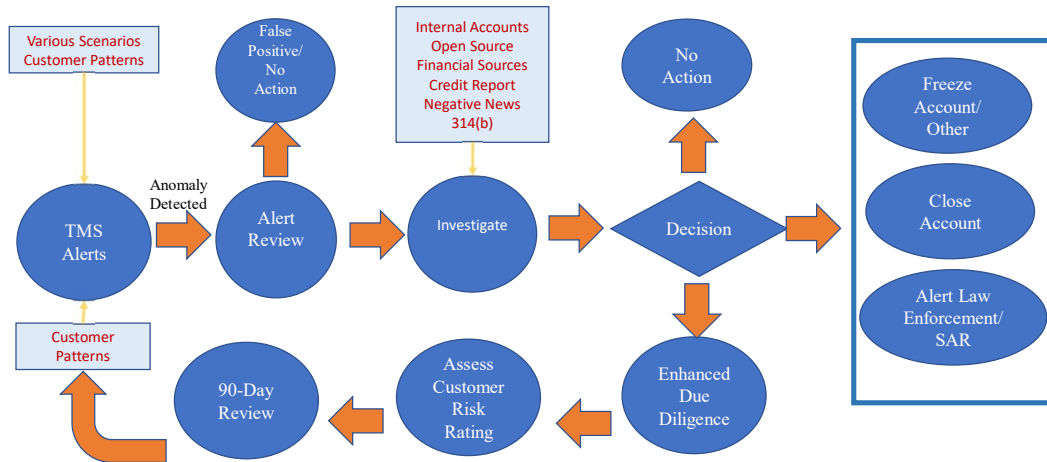 Various Scenarios
Customer Patterns
False
Positive/
No
Action
Internal Accounts
Open Source
Financial Sources
Credit Report
Negative News
314(b)
No
Action
Freeze
Account/
Other
Anomaly
Detected
TMS
Alerts
Alert
Review
Investigate
Decision
Close
Account
Alert Law
Enforcement/
SAR
Customer
Patterns
90-Day
Review
Assess
Customer
Risk
Rating
Enhanced
Due
Diligence